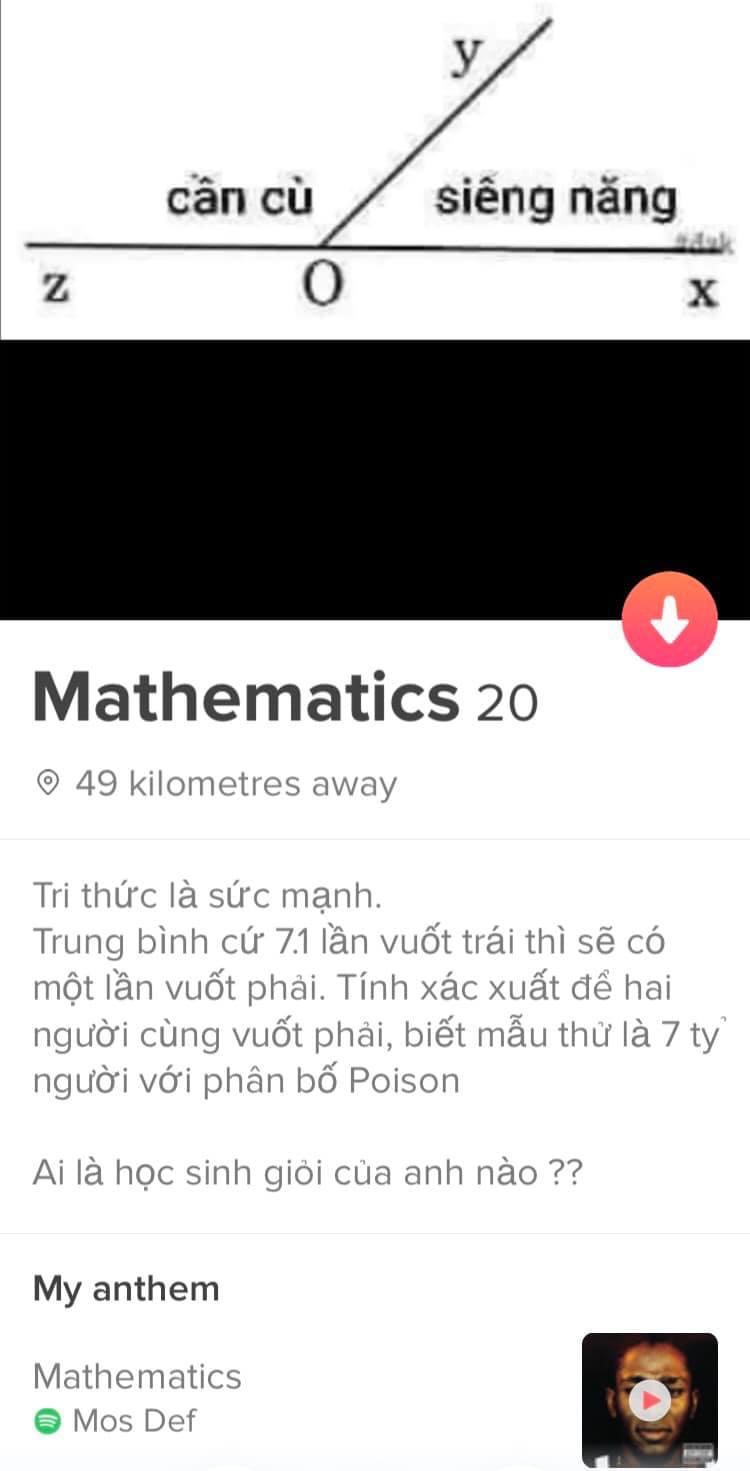 y
cần cù siêng năng
z O x
Mathematics 20
49 kilometres away
Tri thức là sức mạnh.
Trung bình cứ 7.1 lần vuốt trái thì sẽ có
một lần vuốt phải. Tính xác xuất để hai
người cùng vuốt phải, biết mẫu thử là 7 tỷ
người với phân bố Poison
Ai là học sinh giỏi của anh nào ??
My anthem
Mathematics
Mos Def